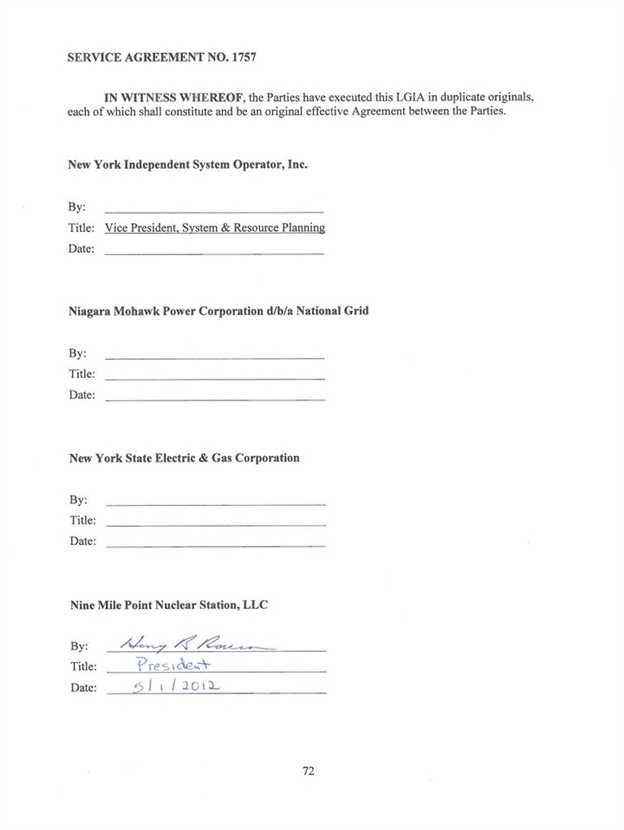 SERVICE AGREEMENT NO. 1757
IN WITNESS WHEREOF, the Parties have executed this LGIA in duplicate originals,
each of which shall constitute and be an original effective Agreement between the Parties.
New York Independent System Operator, Inc.
By:
Title: Vice President, System & Resource Planning
Date:
Niagara Mohawk Power Corporation d/b/a National Grid
By:
Title:
Date:
New York State Electric & Gas Corporation
By:
Title:
Date:
Nine Mile Point Nuclear Station, LLC
By:
Title: President
Date: 5/1/2012
72